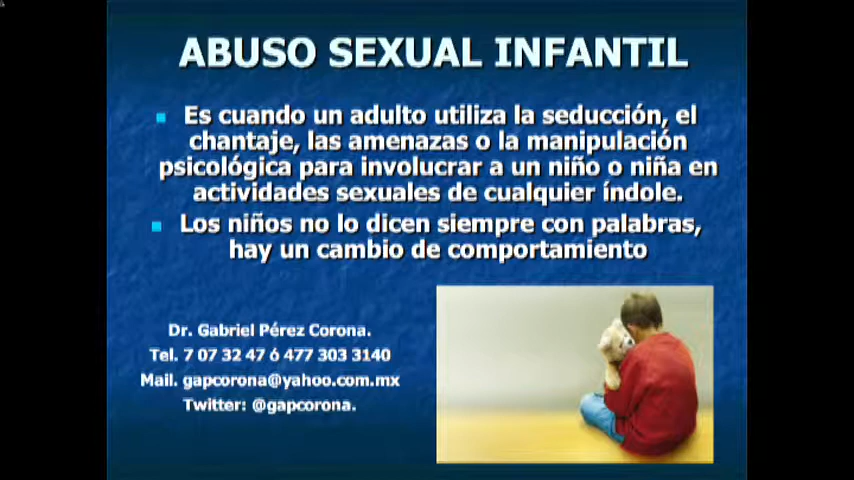 ABUSO SEXUAL INFANTIL
Es cuando un adulto utiliza la seducción, el
chantaje, las amenazas o la manipulación
psicológica para involucrar a un niño o niña en
actividades sexuales de cualquier índole.
Los niños no lo dicen siempre con palabras,
hay un cambio de comportamiento
Dr. Gabriel Pérez Corona.
Tel. 7 07 32 47 ó 477 303 3140
Mail. gapcorona@yahoo.com.mx
Twitter: @gapcorona.